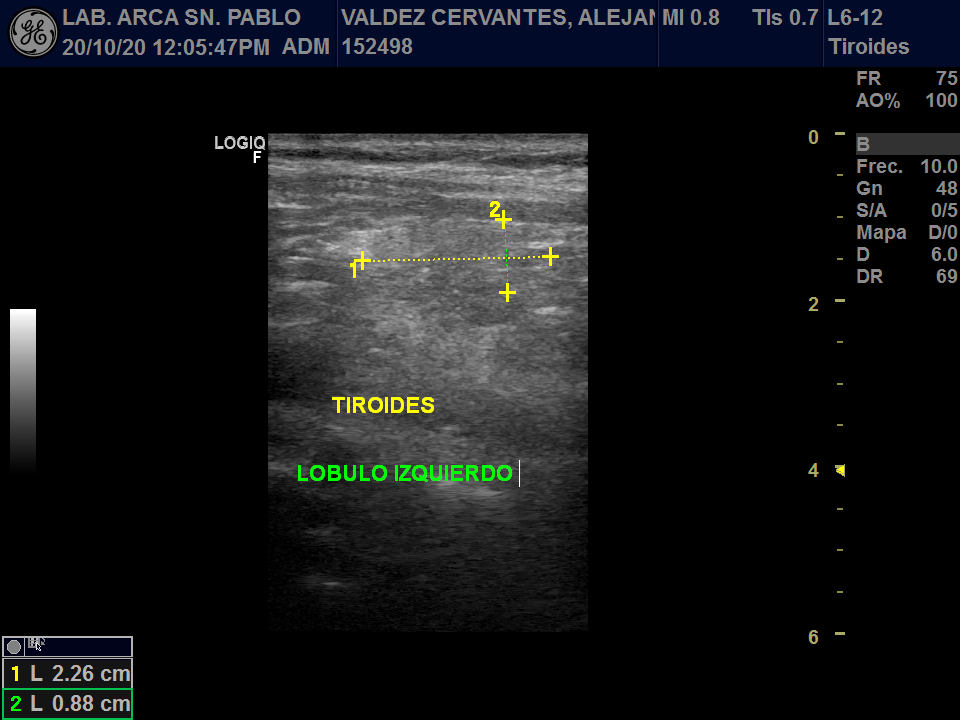 LAB. ARCA SN. PABLO
20/10/20 12:05:47PM ADM
VALDEZ CERVANTES, ALEJAN
152498
MI 0.8 TIs 0.7
L6-12
Tiroides
FR 75
AO% 100
B
Frec. 10.0
Gn 48
S/A 0/5
Mapa D/0
D 6.0
DR 69
LOGIQ
F
0
2
4
6
2
1
TIROIDES
LOBULO IZQUIERDO
1 L 2.26 cm
2 L 0.88 cm